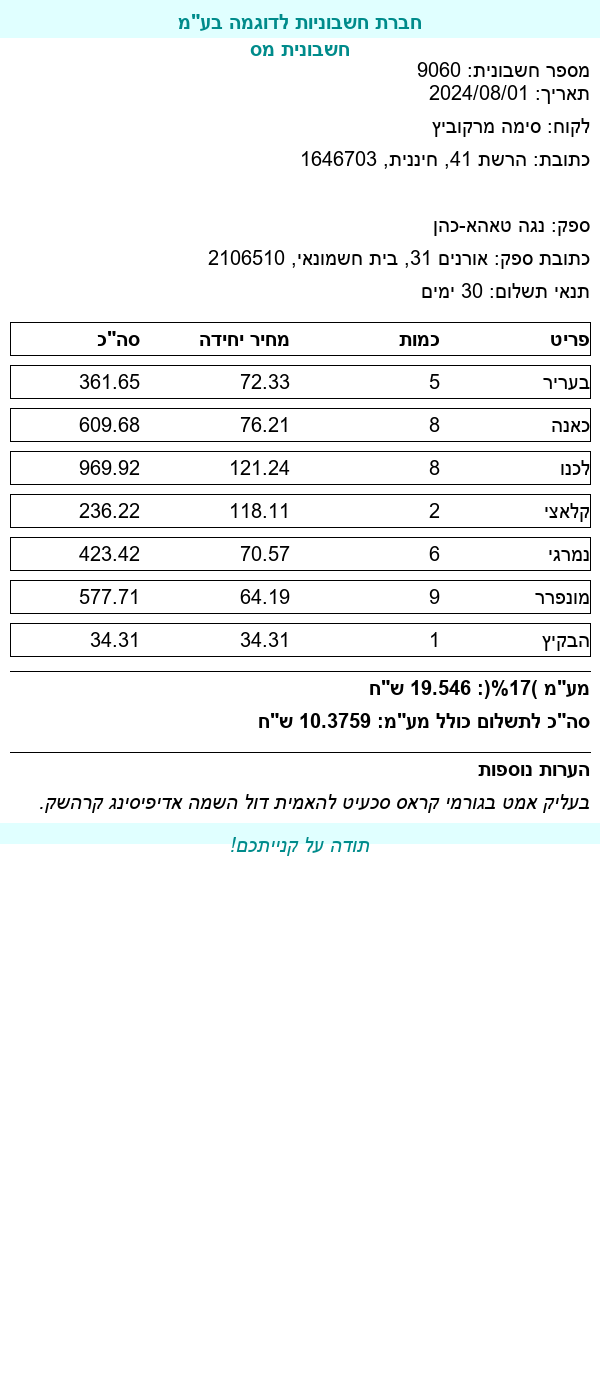 חברת חשבוניות לדוגמה בע"מ
חשבונית מס
מספר חשבונית: 9060
תאריך: 2024/08/01
לקוח: סימה מרקוביץ
כתובת: הרשת 41, חיננית, 1646703
ספק: נגה טאהא-כהן
כתובת ספק: אורנים 31, בית חשמונאי, 2106510
תנאי תשלום: 30 ימים
פריט כמות מחיר יחידה סה"כ
בעריר 5 72.33 361.65
כאנה 8 76.21 609.68
לכנו 8 121.24 969.92
קלאצי 2 118.11 236.22
נמרגי 6 70.57 423.42
מונפרר 9 64.19 577.71
הבקיץ 1 34.31 34.31
מע"מ )17%(: 19.546 ש"ח
סה"כ לתשלום כולל מע"מ: 10.3759 ש"ח
הערות נוספות
בעליק אמט בגורמי קראס סכעיט להאמית דול השמה אדיפיסינג קרהשק.
תודה על קנייתכם!